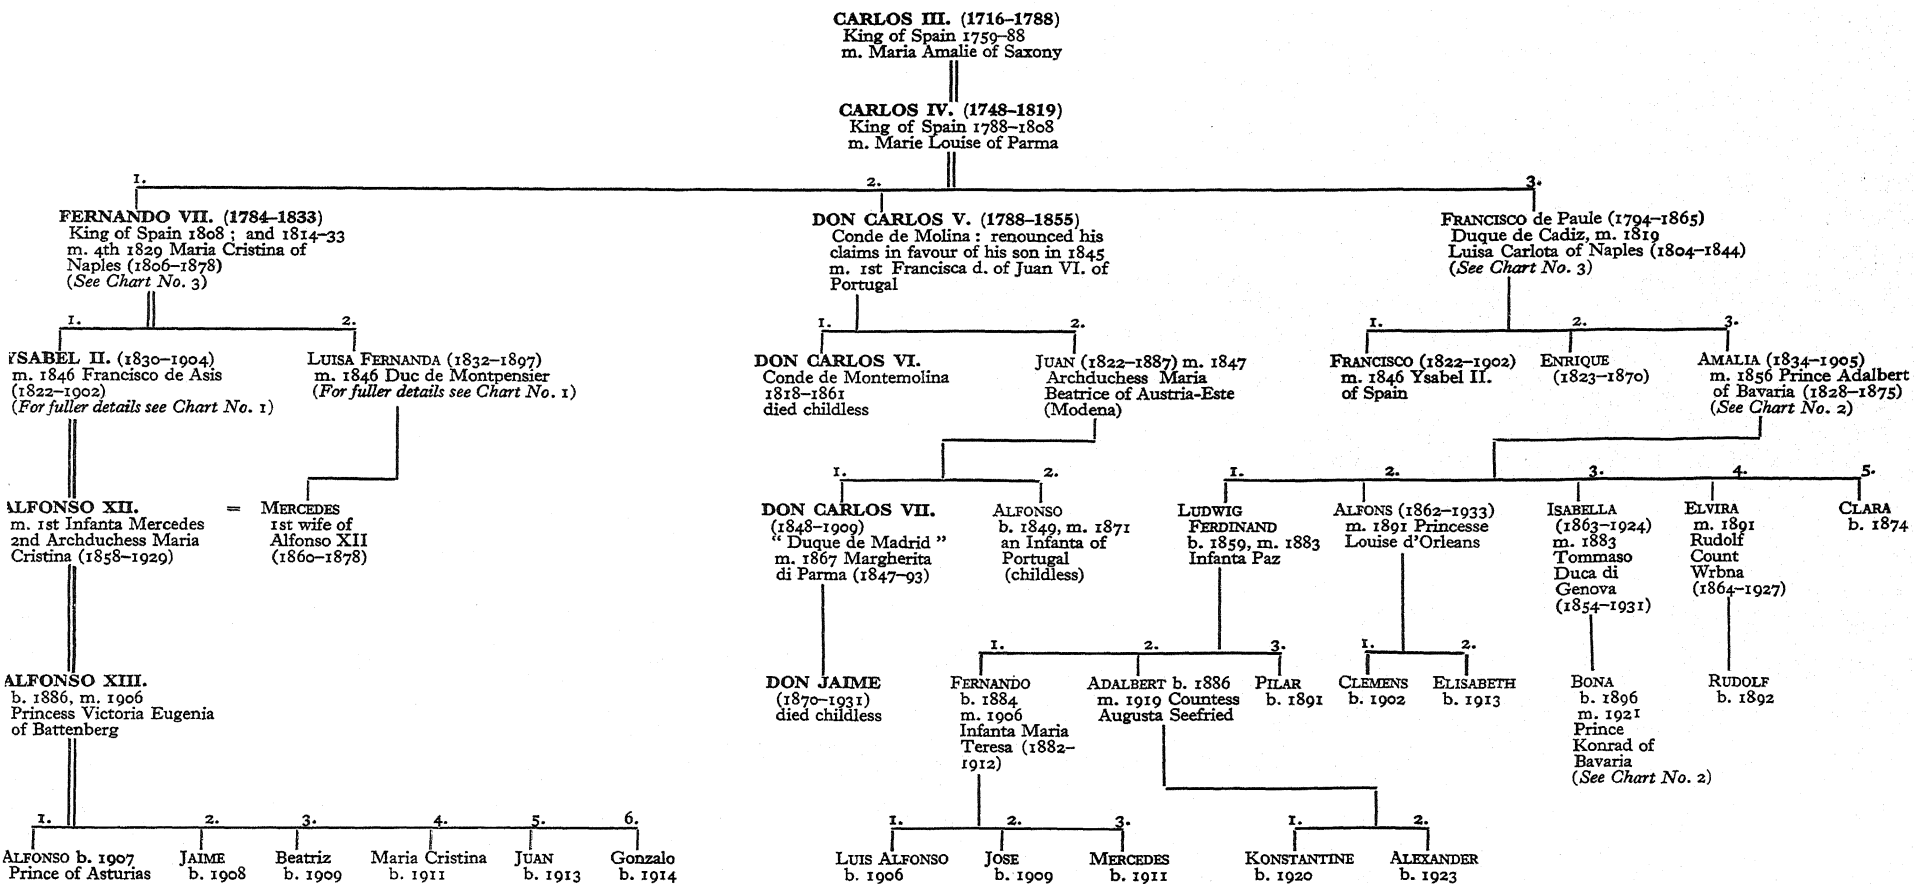 CARLOS III. (1716–1788)
King of Spain 1759–88
m. Maria Amalie of Saxony
CARLOS IV. (1748–1819)
King of Spain 1788–1808
m. Marie Louise of Parma
1.
2.
3.
FERNANDO VII. (1784–1833)
King of Spain 1808 ; and 1814–33
m. 4th 1829 Maria Cristina of
Naples (1806–1878)
(See Chart No. 3)
DON CARLOS V. (1788–1855)
Conde de Molina : renounced his
claims in favour of his son in 1845
m. 1st Francisca d. of Juan VI. of
Portugal
FRANCISCO de Paule (1794–1865)
Duque de Cadiz, m. 1819
Luisa Carlota of Naples (1804–1844)
(See Chart No. 3)
1.
2.
1.
2.
1.
2.
3.
YSABEL II. (1830–1904)
m. 1846 Francisco de Asis
(1822–1902)
(For fuller details see Chart No. 1)
LUISA FERNANDA (1832–1897)
m. 1846 Duc de Montpensier
(For fuller details see Chart No. 1)
DON CARLOS VI.
Conde de Montemolina
1818–1861
died childless
JUAN (1822–1887) m. 1847
Archduchess Maria
Beatrice of Austria-Este
(Modena)
FRANCISCO (1822–1902)
m. 1846 Ysabel II.
of Spain
ENRIQUE
(1823–1870)
AMALIA (1834–1905)
m. 1856 Prince Adalbert
of Bavaria (1828–1875)
(See Chart No. 2)
1.
2.
1.
2.
3.
4.
5.
ALFONSO XII.
m. 1st Infanta Mercedes
2nd Archduchess Maria
Cristina (1858–1929)
=
MERCEDES
1st wife of
Alfonso XII
(1860–1878)
DON CARLOS VII.
(1848–1909)
“ Duque de Madrid ”
m. 1867 Margherita
di Parma (1847–93)
ALFONSO
b. 1849, m. 1871
an Infanta of
Portugal
(childless)
LUDWIG
FERDINAND
b. 1859, m. 1883
Infanta Paz
ALFONS (1862–1933)
m. 1891 Princesse
Louise d’Orleans
ISABELLA
(1863–1924)
m. 1883
Tommaso
Duca di
Genova
(1854–1931)
ELVIRA
m. 1891
Rudolf
Count
Wrbna
(1864–1927)
CLARA
b. 1874
1.
2.
3.
1.
2.
ALFONSO XIII.
b. 1886, m. 1906
Princess Victoria Eugenia
of Battenberg
DON JAIME
(1870–1931)
died childless
FERNANDO
b. 1884
m. 1906
Infanta Maria
Teresa (1882–
1912)
ADALBERT b. 1886
m. 1919 Countess
Augusta Seefried
PILAR
b. 1891
CLEMENS
b. 1902
ELISABETH
b. 1913
BONA
b. 1896
m. 1921
Prince
Konrad of
Bavaria
(See Chart No. 2)
RUDOLF
b. 1892
1.
2.
3.
4.
5.
6.
1.
2.
3.
1.
2.
ALFONSO b. 1907
Prince of Asturias
JAIME
b. 1908
Beatriz
b. 1909
Maria Cristina
b. 1911
JUAN
b. 1913
Gonzalo
b. 1914
LUIS ALFONSO
b. 1906
JOSE
b. 1909
MERCEDES
b. 1911
KONSTANTINE
b. 1920
ALEXANDER
b. 1923